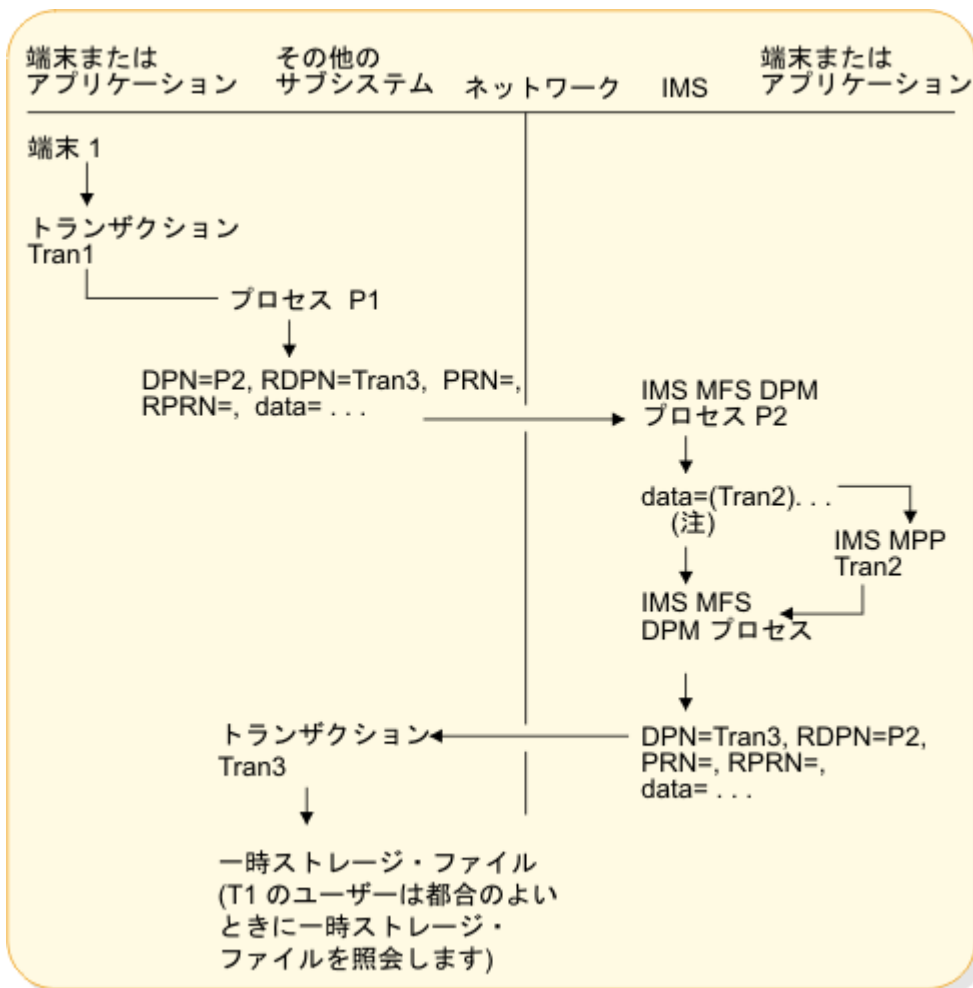 端末または
アプリケーション
その他の
サブシステム
ネットワーク
IMS
端末または
アプリケーション
端末 1
トランザクション
Tran1
プロセス P1
DPN=P2, RDPN=Tran3, PRN=,
RPRN=, data= . . .
IMS MFS DPM
プロセス P2
data=(Tran2). . .
(注)
IMS MPP
Tran2
IMS MFS
DPM プロセス
トランザクション
Tran3
DPN=Tran3, RDPN=P2,
PRN=, RPRN=,
data= . . .
一時ストレージ・ファイル
(T1 のユーザーは都合のよい
ときに一時ストレージ・
ファイルを照会します)